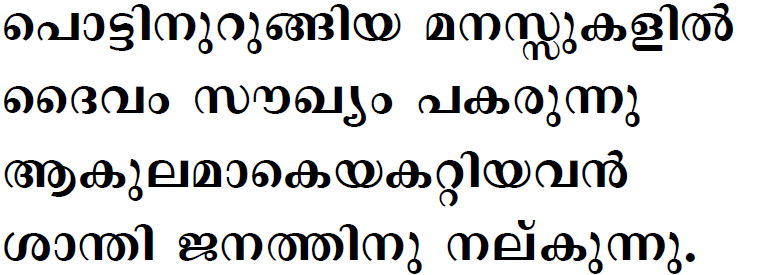 പൊട്ടിനുറുങ്ങിയ മനസ്സുകളിൽ
ദൈവം സൗഖ്യം പകരുന്നു
ആകുലമാകെയകറ്റിയവൻ
ശാന്തി ജനത്തിനു നല്കുന്നു.